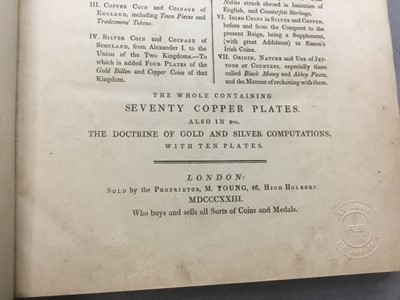 III. Copper Coin and Coinage of
England, including Town Pieces and
Tradesmens Tokens.
IV. Silver Coin and Coinage of
Scotland, from Alexander I. to the
Union of the Two Kingdoms.—To
which is added Four Plates of the
Gold Billon and Copper Coins of that
Kingdom.
Nobles struck abroad in Imitation of
English, and Counterfeit Sterlings.
VI. Irish Coins in Silver and Copper,
before and from the Conquest to the
present Reign, being a Supplement,
(with great Additions) to Simon's
Irish Coins.
VII. Origin, Nature and Use of Jet-
tons or Counters, especially those
called Black Money and Abbey Pieces,
and the Manner of reckoning with them.
THE WHOLE CONTAINING
SEVENTY COPPER PLATES.
ALSO IN 8vo.
THE DOCTRINE OF GOLD AND SILVER COMPUTATIONS,
WITH TEN PLATES.
LONDON:
Sold by the Proprietor, M. YOUNG, 46, High Holborn.
MDCCCXXIII.
Who buys and sells all Sorts of Coins and Medals.